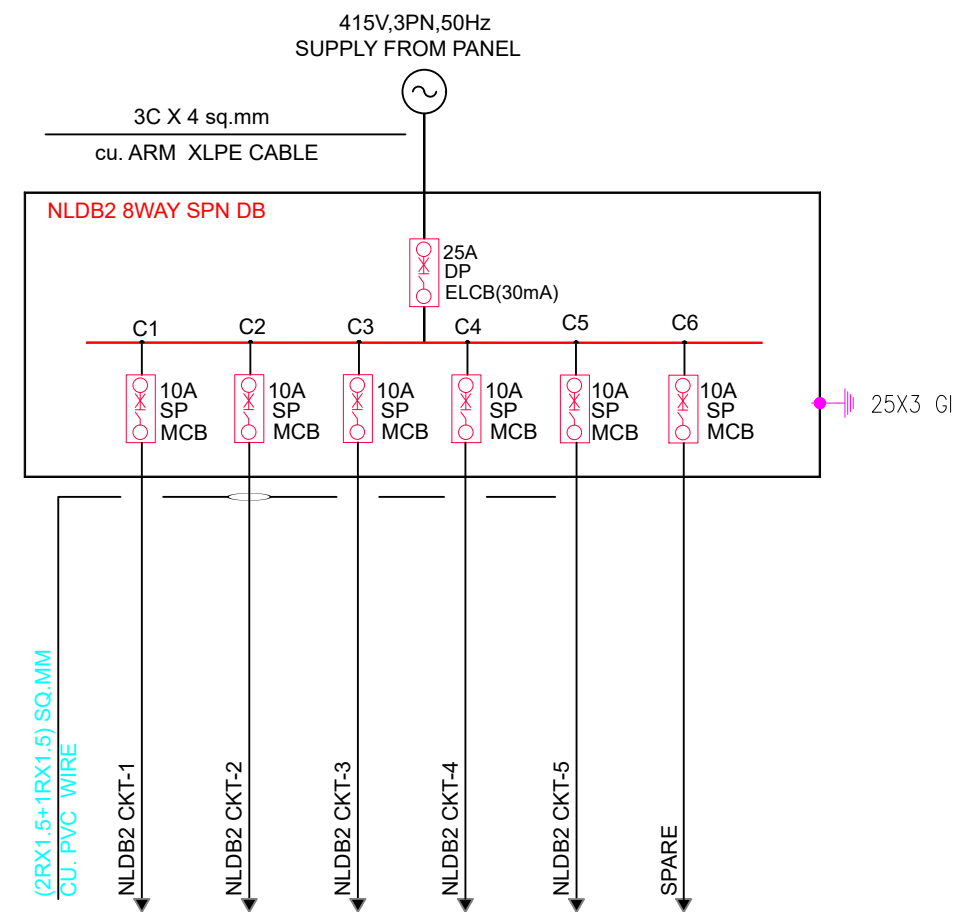 415V,3PN,50Hz
SUPPLY FROM PANEL
3C X 4 sq.mm
cu. ARM XLPE CABLE
NLDB2 8WAY SPN DB
25A
DP
ELCB(30mA)
C1
C2
C3
C4
C5
C6
10A
SP
MCB
10A
SP
MCB
10A
SP
MCB
10A
SP
MCB
10A
SP
MCB
10A
SP
MCB
25X3 GI
(2RX1.5+1RX1.5) SQ.MM
CU. PVC WIRE
NLDB2 CKT-1
NLDB2 CKT-2
NLDB2 CKT-3
NLDB2 CKT-4
NLDB2 CKT-5
SPARE